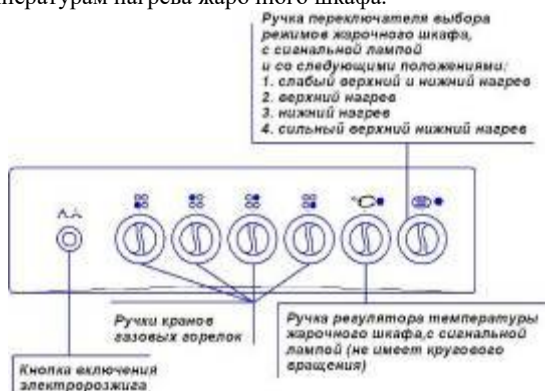 пературам нагрева жарочного шкафа.
Ручка переключателя выбора
режимов жарочного шкафа,
с сигнальной лампой
и со следующими положениями:
1. слабый верхний и нижний нагрев
2. верхний нагрев
3. нижний нагрев
4. сильный верхний нижний нагрев
Ручки кранов
газовых горелок
Ручка регулятора температуры
жарочного шкафа,с сигнальной
лампой (не имеет кругового
вращения)
Кнопка включения
электророзжига